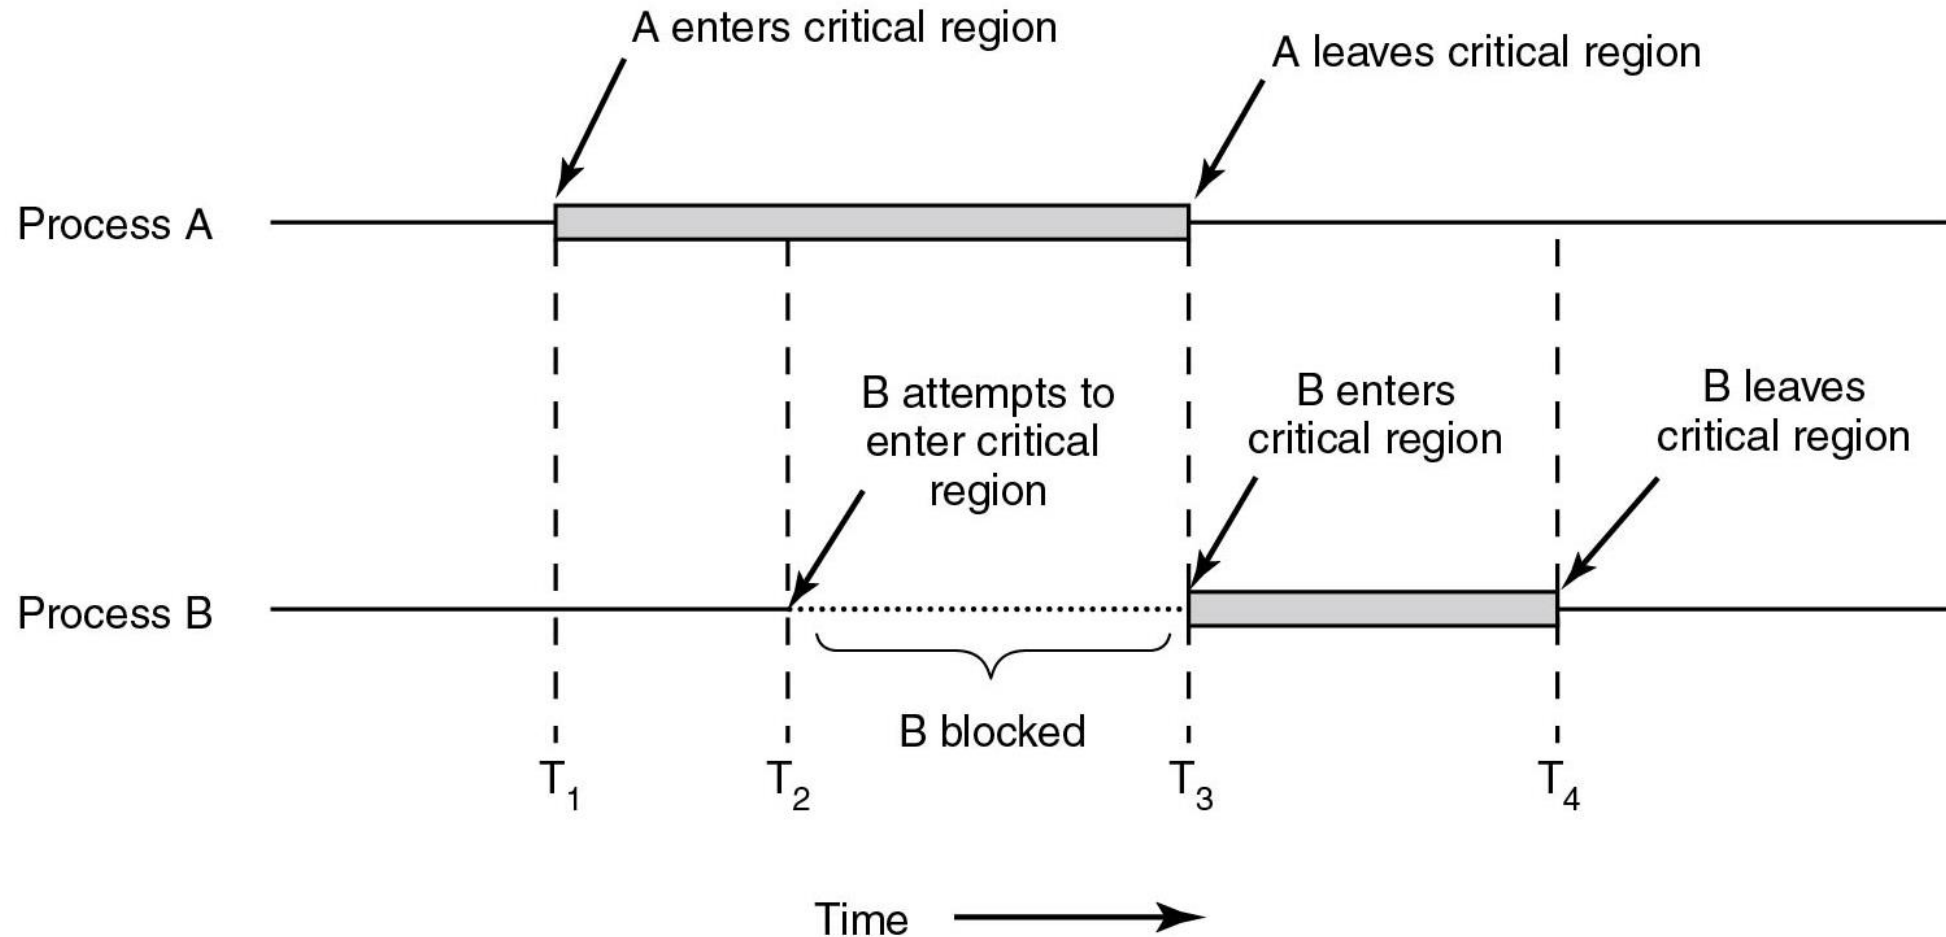 A enters critical region
A leaves critical region
Process A
B attempts to
enter critical
region
B enters
critical region
B leaves
critical region
Process B
B blocked
T1
T2
T3
T4
Time